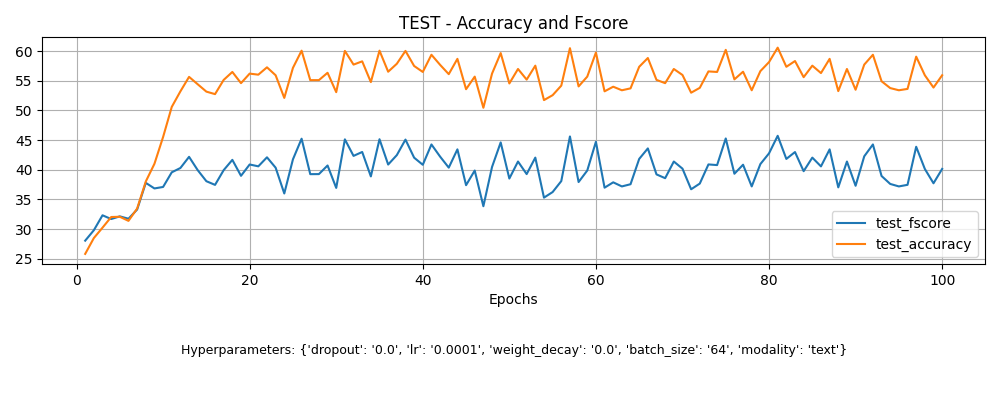 TEST - Accuracy and Fscore
60
55
50
45
40
35
30
25
test_fscore
test_accuracy
0 20 40 60 80 100
Epochs
Hyperparameters: {'dropout': '0.0', 'lr': '0.0001', 'weight_decay': '0.0', 'batch_size': '64', 'modality': 'text'}